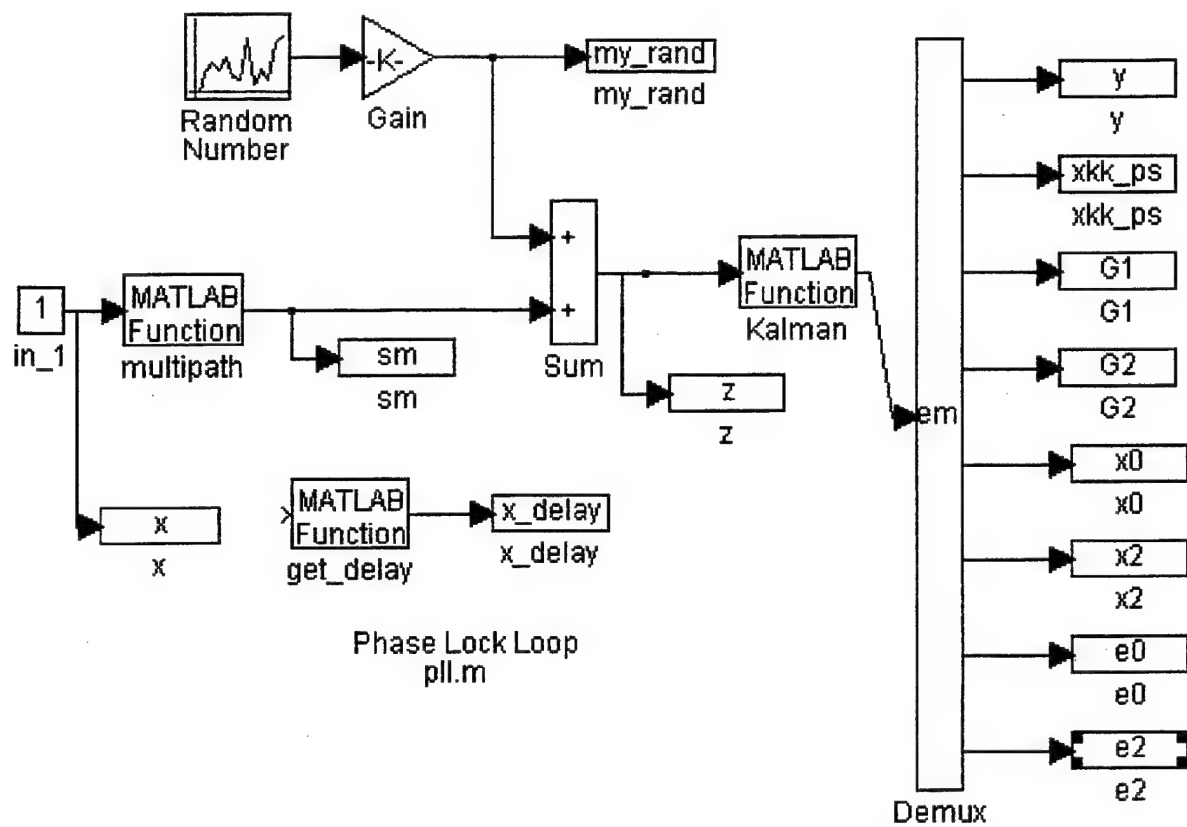 -K-
my_rand
my_rand
Gain
Random
Number
y
y
xkk_ps
xkk_ps
+
+
Sum
MATLAB
Function
Kalman
G1
G1
1
in_1
MATLAB
Function
multipath
sm
sm
z
z
G2
G2
em
x0
x0
x
x
MATLAB
Function
get_delay
x_delay
x_delay
x2
x2
Phase Lock Loop
pll.m
e0
e0
e2
e2
Demux